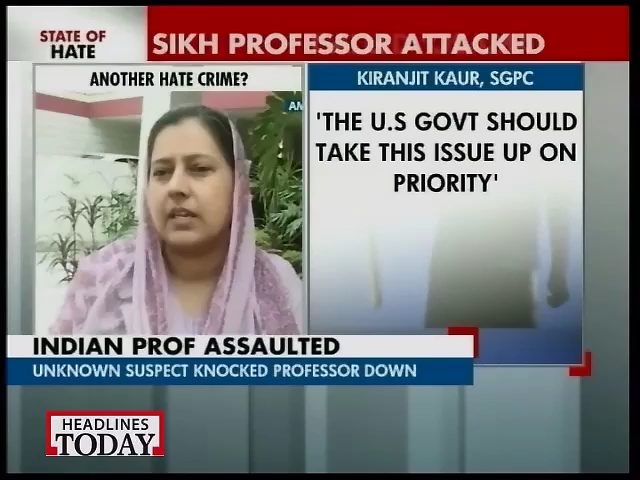 STATE OF
HATE
SIKH PROFESSOR ATTACKED
ANOTHER HATE CRIME?
KIRANJIT KAUR, SGPC
AM
'THE U.S GOVT SHOULD
TAKE THIS ISSUE UP ON
PRIORITY'
INDIAN PROF ASSAULTED
UNKNOWN SUSPECT KNOCKED PROFESSOR DOWN
HEADLINES
TODAY